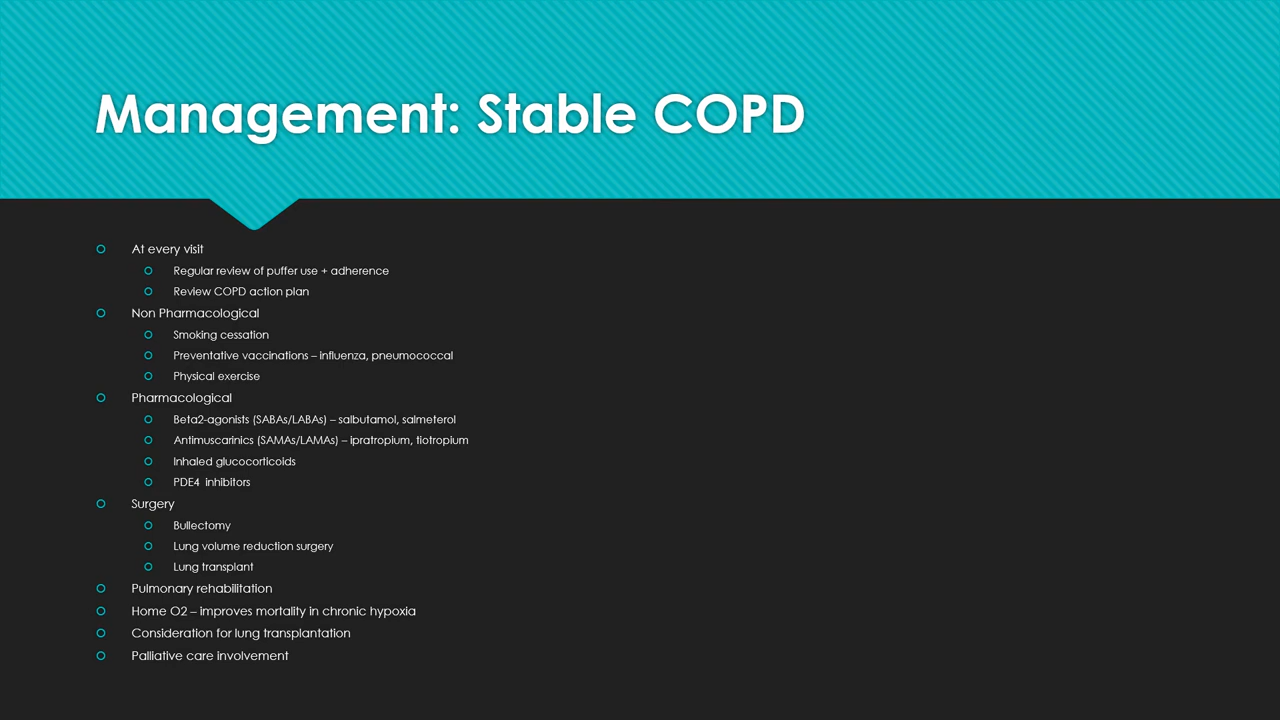 Management: Stable COPD
At every visit
Regular review of puffer use + adherence
Review COPD action plan
Non Pharmacological
Smoking cessation
Preventative vaccinations – influenza, pneumococcal
Physical exercise
Pharmacological
Beta2-agonists (SABAs/LABAs) – salbutamol, salmeterol
Antimuscarinics (SAMAs/LAMAs) – ipratropium, tiotropium
Inhaled glucocorticoids
PDE4  inhibitors
Surgery
Bullectomy
Lung volume reduction surgery
Lung transplant
Pulmonary rehabilitation
Home O2 – improves mortality in chronic hypoxia
Consideration for lung transplantation
Palliative care involvement